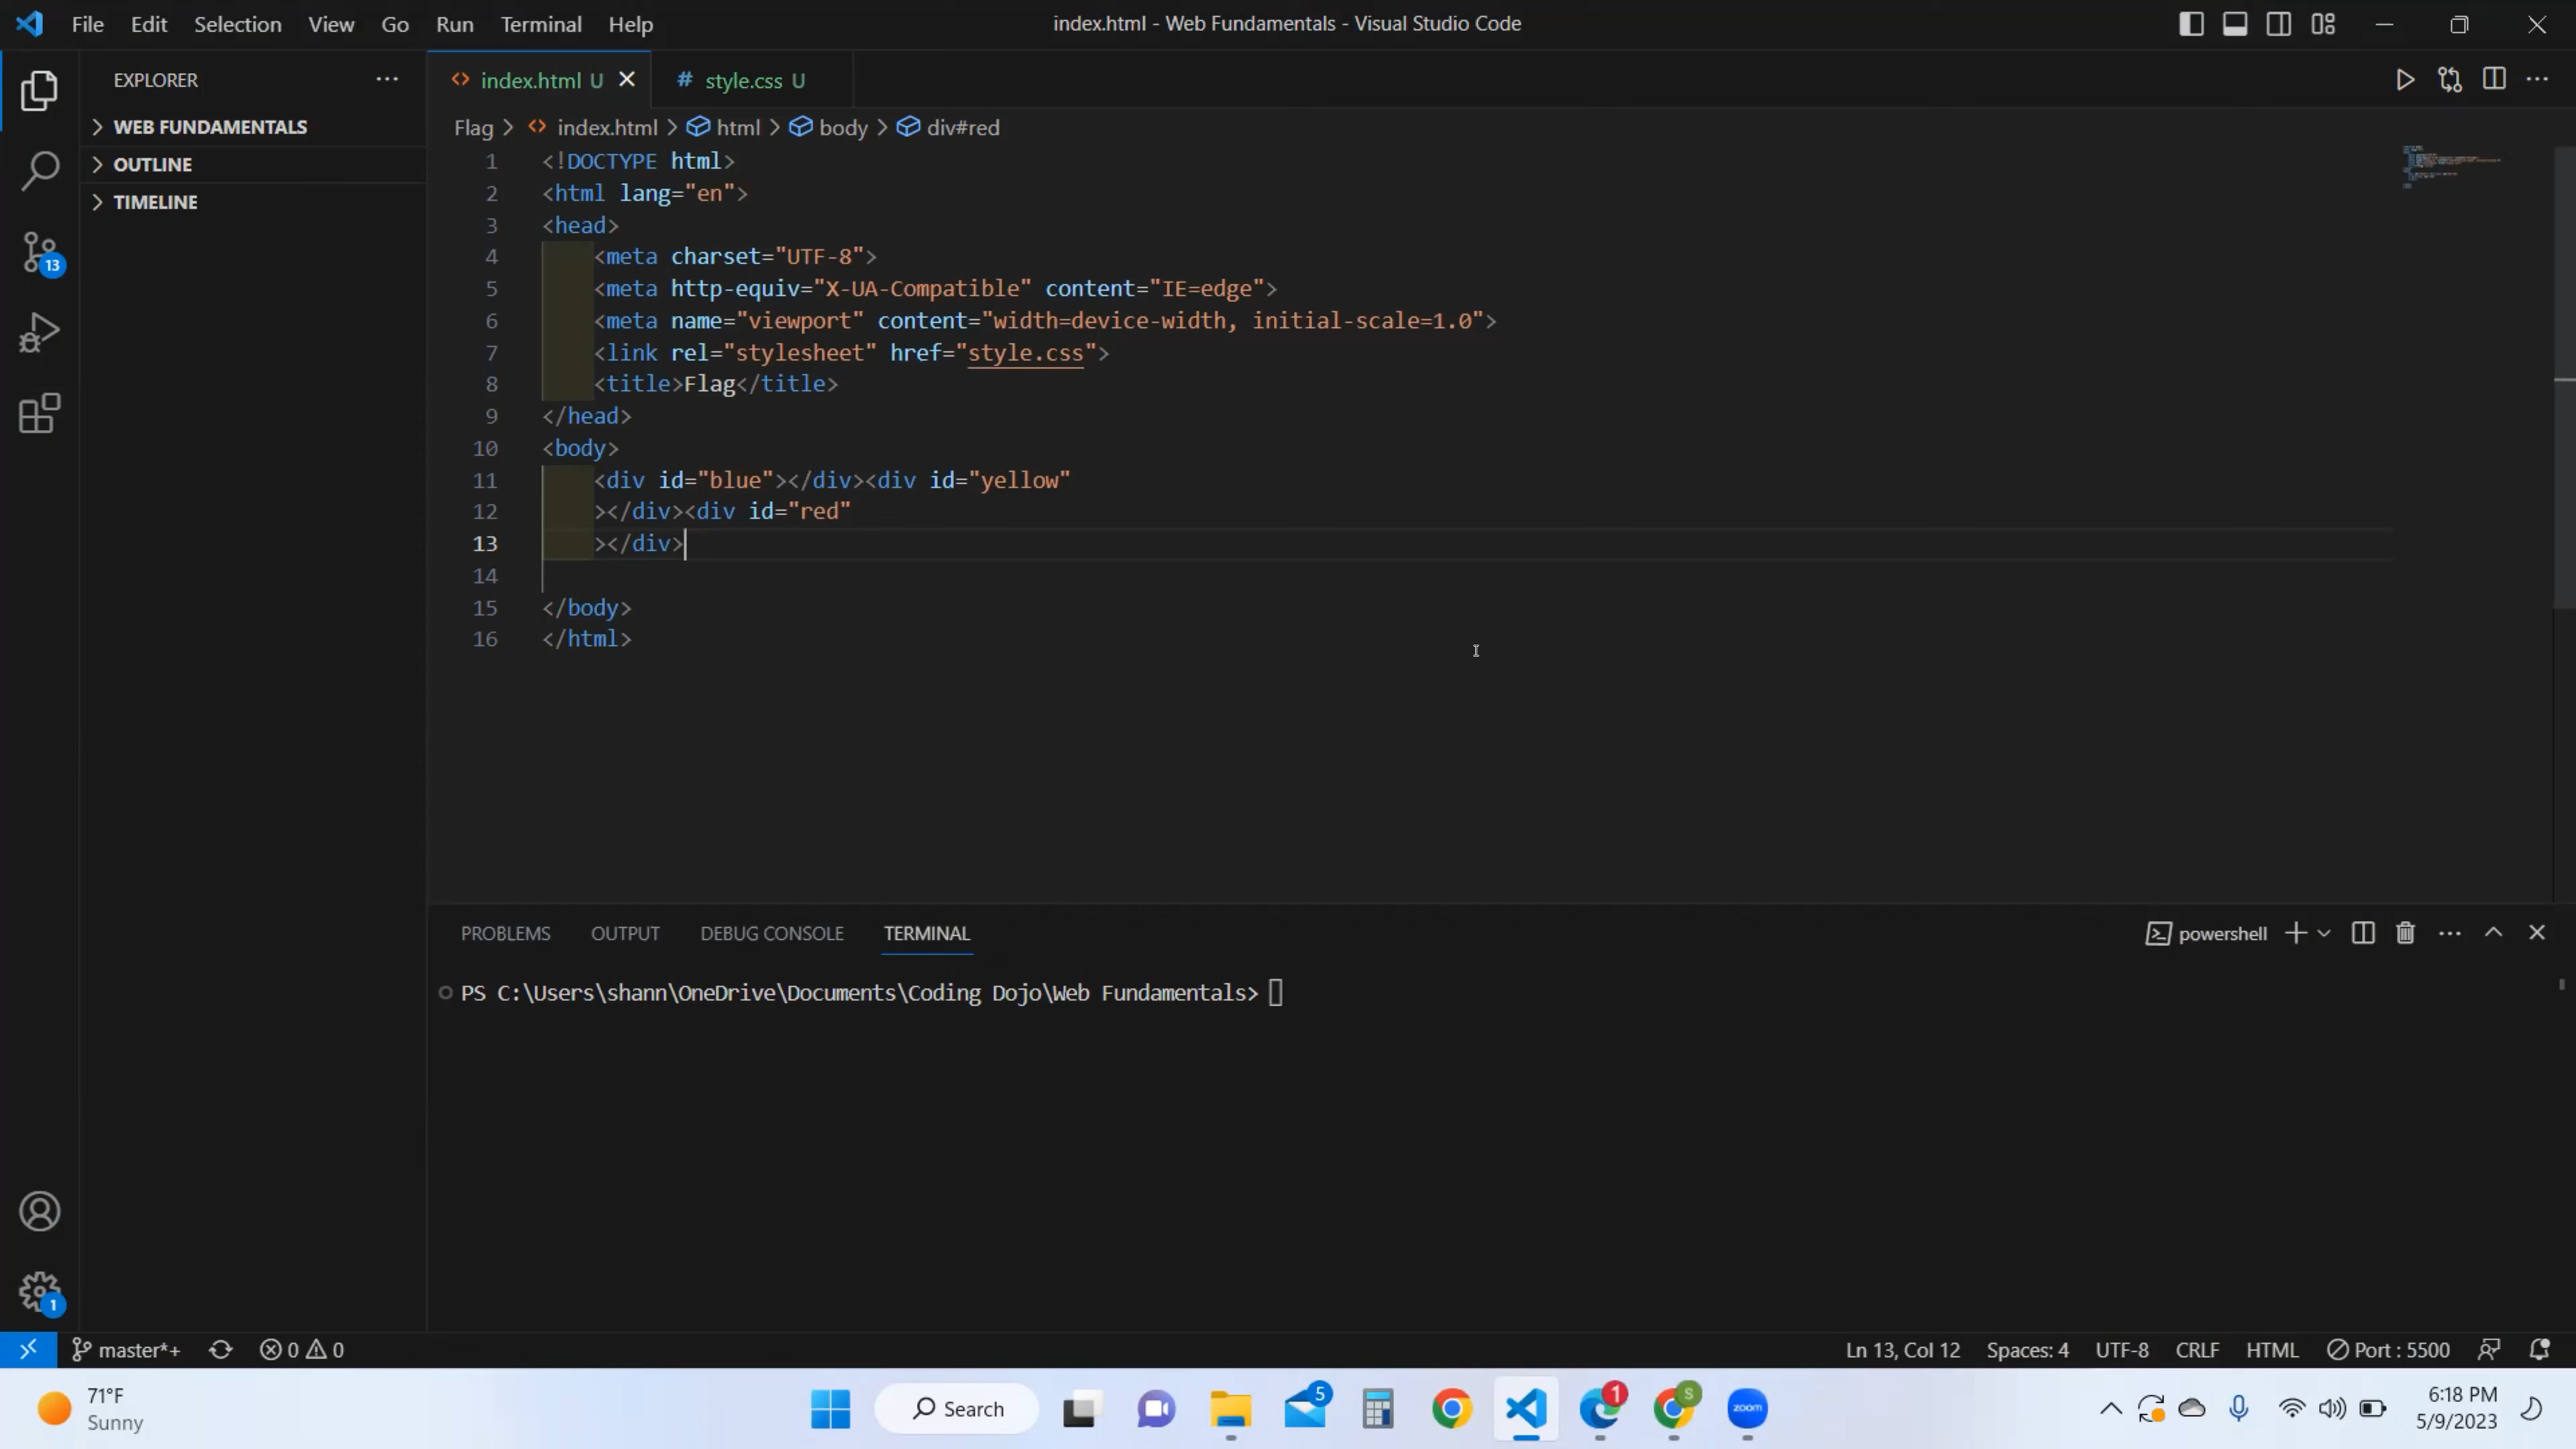 File Edit Selection View Go Run Terminal Help
index.html - Web Fundamentals - Visual Studio Code
EXPLORER
WEB FUNDAMENTALS
OUTLINE
TIMELINE
13
1
index.html U
# style.css U
Flag > index.html > html > body > div#red
1 <!DOCTYPE html>
2 <html lang="en">
3 <head>
4 <meta charset="UTF-8">
5 <meta http-equiv="X-UA-Compatible" content="IE=edge">
6 <meta name="viewport" content="width=device-width, initial-scale=1.0">
7 <link rel="stylesheet" href="style.css">
8 <title>Flag</title>
9 </head>
10 <body>
11 <div id="blue"></div><div id="yellow"
12 ></div><div id="red"
13 ></div>
14
15 </body>
16 </html>
PROBLEMS OUTPUT DEBUG CONSOLE TERMINAL
powershell
PS C:\Users\shann\OneDrive\Documents\Coding Dojo\Web Fundamentals>
master*+ 0 0
Ln 13, Col 12 Spaces: 4 UTF-8 CRLF HTML Port : 5500
71°F
Sunny
Search
5
1
S
zoom
6:18 PM
5/9/2023